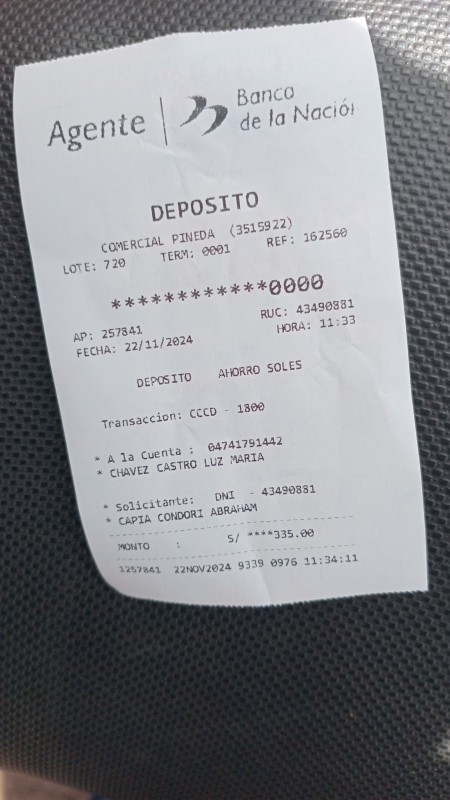 Agente | Banco
de la Nación
DEPOSITO
COMERCIAL PINEDA (3515922)
LOTE: 720 TERM: 0001 REF: 162560
************0000
AP: 257841 RUC: 43490881
FECHA: 22/11/2024 HORA: 11:33
DEPOSITO AHORRO SOLES
Transaccion: CCCD - 1800
* A la Cuenta : 04741791442
* CHAVEZ CASTRO LUZ MARIA
* Solicitante: DNI - 43490881
* CAPIA CONDORI ABRAHAM
MONTO : S/ ****335.00
1257841 22NOV2024 9339 0976 11:34:11